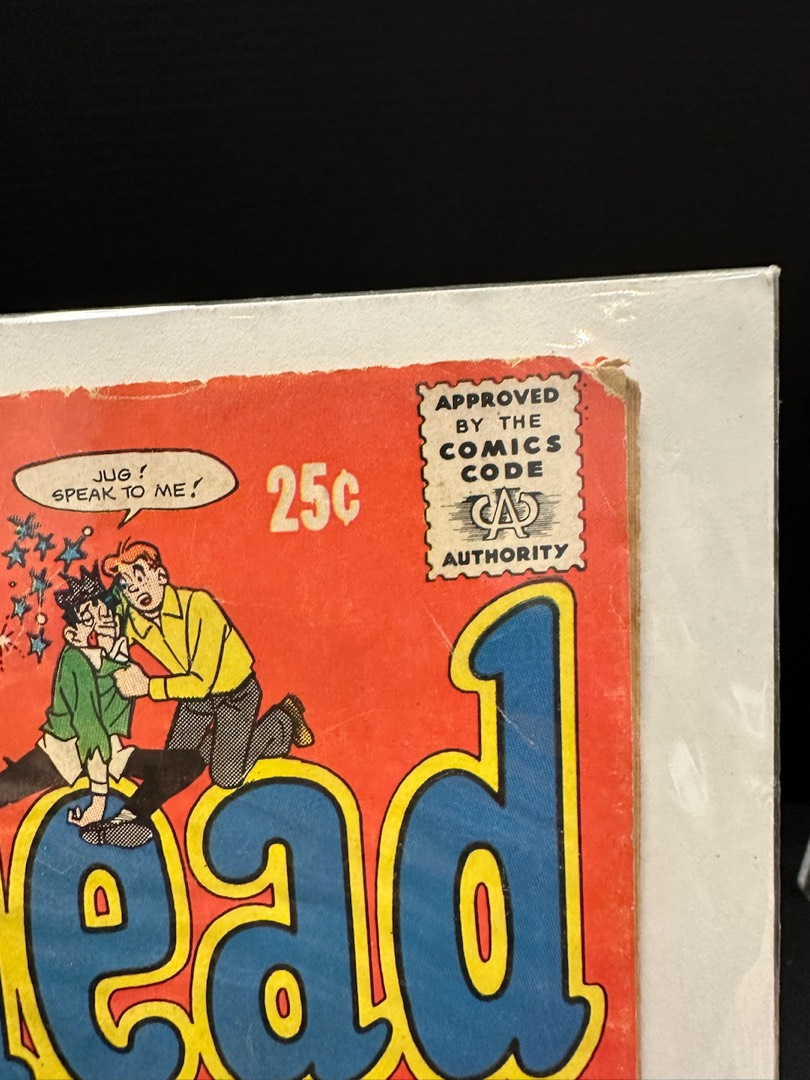 APPROVED
BY THE
COMICS
CODE
CA
AUTHORITY
JUG!
SPEAK TO ME!
25¢
ead